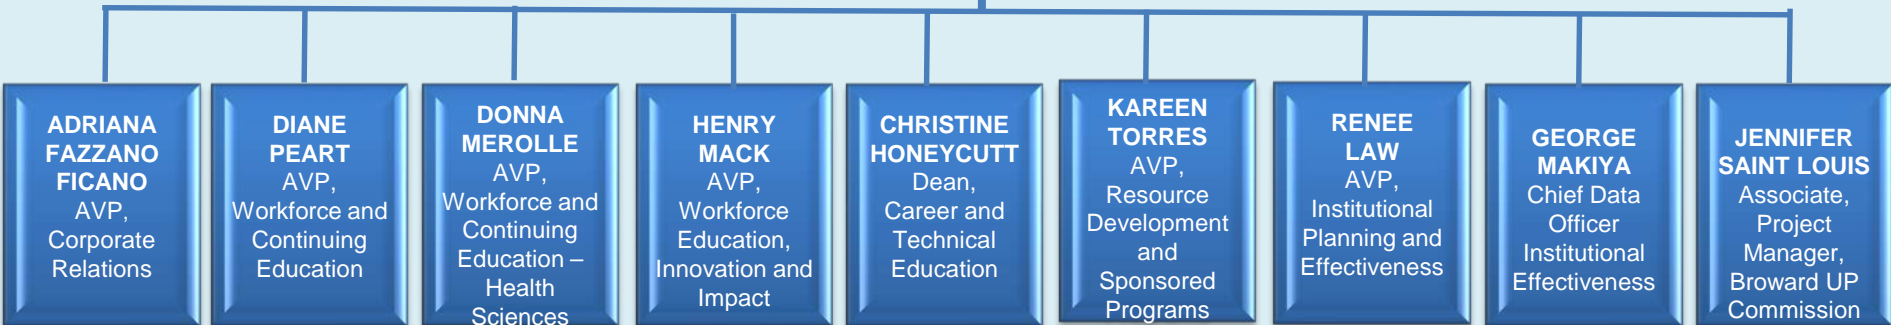 ADRIANA
FAZZANO
FICANO
AVP,
Corporate
Relations
DIANE
PEART
AVP,
Workforce and
Continuing
Education
DONNA
MEROLLE
AVP,
Workforce and
Continuing
Education –
Health
Sciences
HENRY
MACK
AVP,
Workforce
Education,
Innovation and
Impact
CHRISTINE
HONEYCUTT
Dean,
Career and
Technical
Education
KAREEN
TORRES
AVP,
Resource
Development
and
Sponsored
Programs
RENEE
LAW
AVP,
Institutional
Planning and
Effectiveness
GEORGE
MAKIYA
Chief Data
Officer
Institutional
Effectiveness
JENNIFER
SAINT LOUIS
Associate,
Project
Manager,
Broward UP
Commission